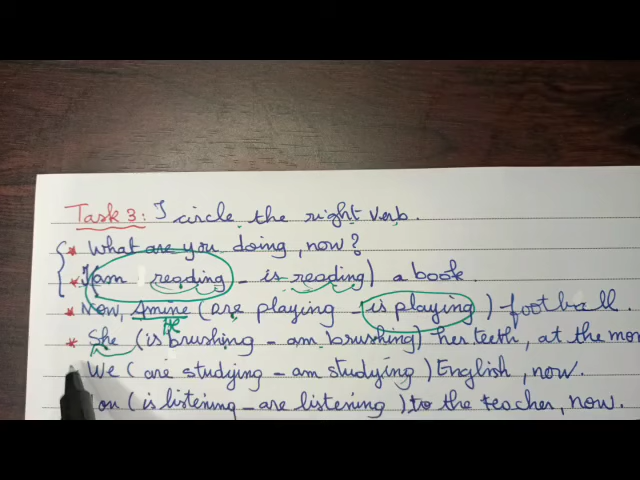 Task 3: I circle the right verb.
* What are you doing, now?
* I (am reading - is reading) a book.
* Now, Amine (are playing - is playing) football.
He
* She (is brushing - am brushing) her teeth, at the mom
We (are studying - am studying) English, now.
ou (is listening - are listening) to the teacher, now.